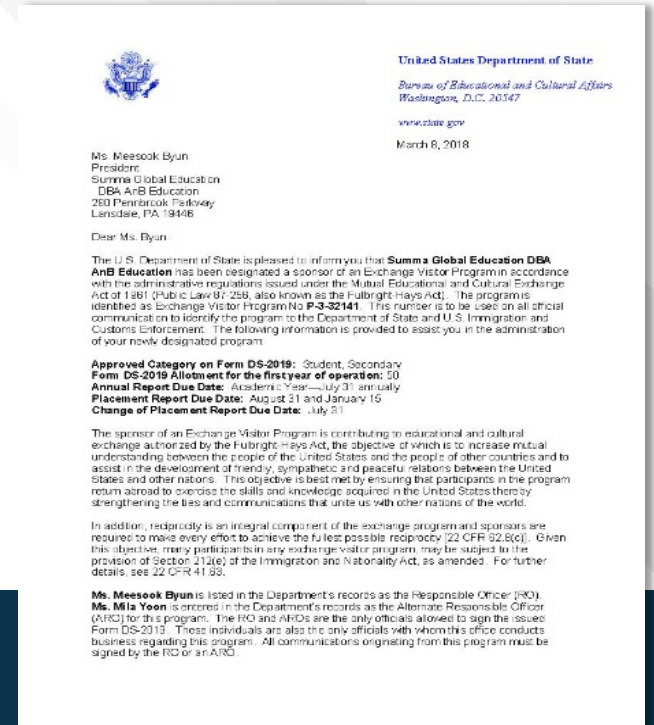 United States Department of State
Bureau of Educational and Cultural Affairs
Washington, D.C. 20547
www.state.gov
March 8, 2018
Ms. Meesook Byun
President
Summa Global Education
DBA AnB Education
290 Pennbrook Parkway
Lansdale, PA 19446
Dear Ms. Byun
The U.S. Department of State is pleased to inform you that Summa Global Education DBA
AnB Education has been designated a sponsor of an Exchange Visitor Program in accordance
with the administrative regulations issued under the Mutual Educational and Cultural Exchange
Act of 1961 (Public Law 87-256, also known as the Fulbright-Hays Act). The program is
identified as Exchange Visitor Program No P-3-32141. This number is to be used on all official
communication to identify the program to the Department of State and U.S. Immigration and
Customs Enforcement. The following information is provided to assist you in the administration
of your newly designated program:
Approved Category on Form DS-2019: Student, Secondary
Form DS-2019 Allotment for the first year of operation: 50
Annual Report Due Date: Academic Year—July 31 annually
Placement Report Due Date: August 31 and January 15
Change of Placement Report Due Date: July 31
The sponsor of an Exchange Visitor Program is contributing to educational and cultural
exchange authorized by the Fulbright-Hays Act, the objective of which is to increase mutual
understanding between the people of the United States and the people of other countries and to
assist in the development of friendly, sympathetic and peaceful relations between the United
States and other nations. This objective is best met by ensuring that participants in the program
return abroad to exercise the skills and knowledge acquired in the United States thereby
strengthening the ties and communications that unite us with other nations of the world.
In addition, reciprocity is an integral component of the exchange program and sponsors are
required to make every effort to achieve the fullest possible reciprocity [22 CFR 62.8(c)]. Given
this objective, many participants in any exchange visitor program, may be subject to the
provision of Section 212(e) of the Immigration and Nationality Act, as amended. For further
details, see 22 CFR 41.63.
Ms. Meesook Byun is listed in the Department's records as the Responsible Officer (RO).
Ms. Mila Yoon is entered in the Department's records as the Alternate Responsible Officer
(ARO) for this program. The RO and AROs are the only officials allowed to sign the issued
Form DS-2019. These individuals are also the only officials with whom this office conducts
business regarding this program. All communications originating from this program must be
signed by the RO or an ARO.